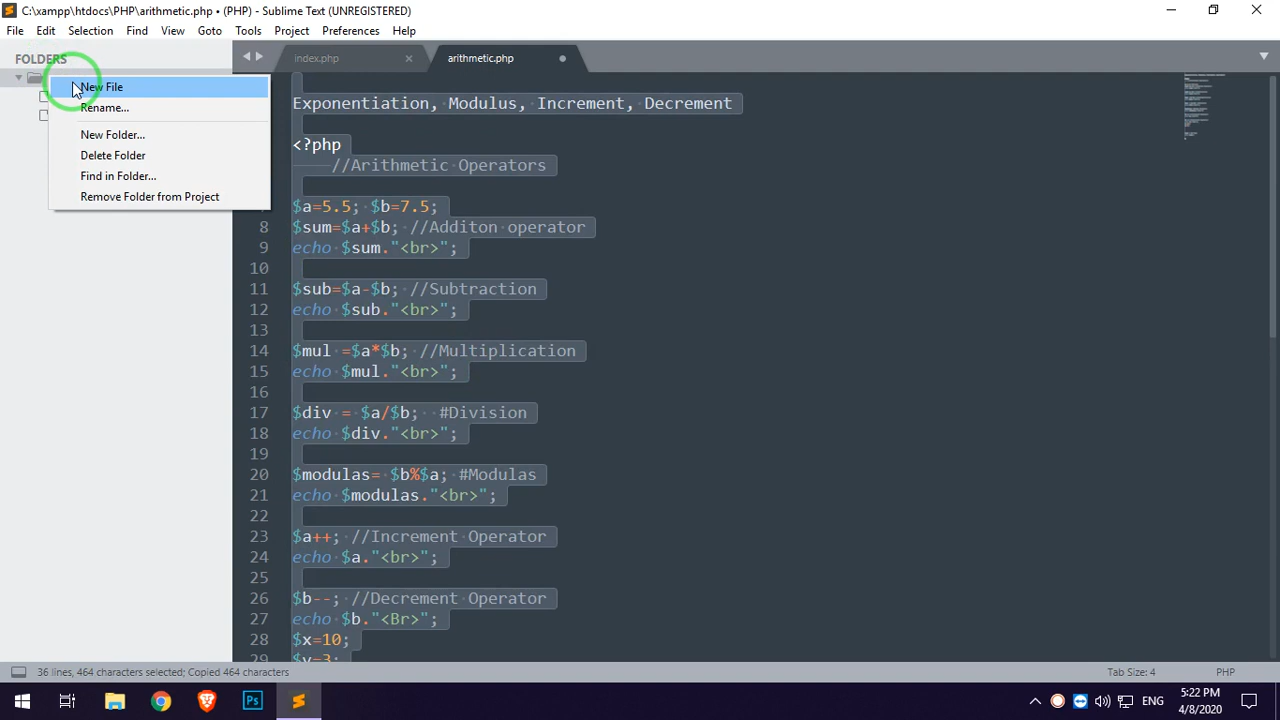 C:\xampp\htdocs\PHP\arithmetic.php • (PHP) - Sublime Text (UNREGISTERED)
File Edit Selection Find View Goto Tools Project Preferences Help
FOLDERS
index.php
arithmetic.php
New File
Rename...
New Folder...
Delete Folder
Find in Folder...
Remove Folder from Project
Exponentiation, Modulus, Increment, Decrement
<?php
//Arithmetic Operators
$a=5.5; $b=7.5;
8 $sum=$a+$b; //Additon operator
9 echo $sum."<br>";
10
11 $sub=$a-$b; //Subtraction
12 echo $sub."<br>";
13
14 $mul =$a*$b; //Multiplication
15 echo $mul."<br>";
16
17 $div = $a/$b;  #Division
18 echo $div."<br>";
19
20 $modulas= $b%$a; #Modulas
21 echo $modulas."<br>";
22
23 $a++; //Increment Operator
24 echo $a."<br>";
25
26 $b--; //Decrement Operator
27 echo $b."<Br>";
28 $x=10;
29 $y=3;
36 lines, 464 characters selected; Copied 464 characters
Tab Size: 4
PHP
Ps
ENG
5:22 PM
4/8/2020